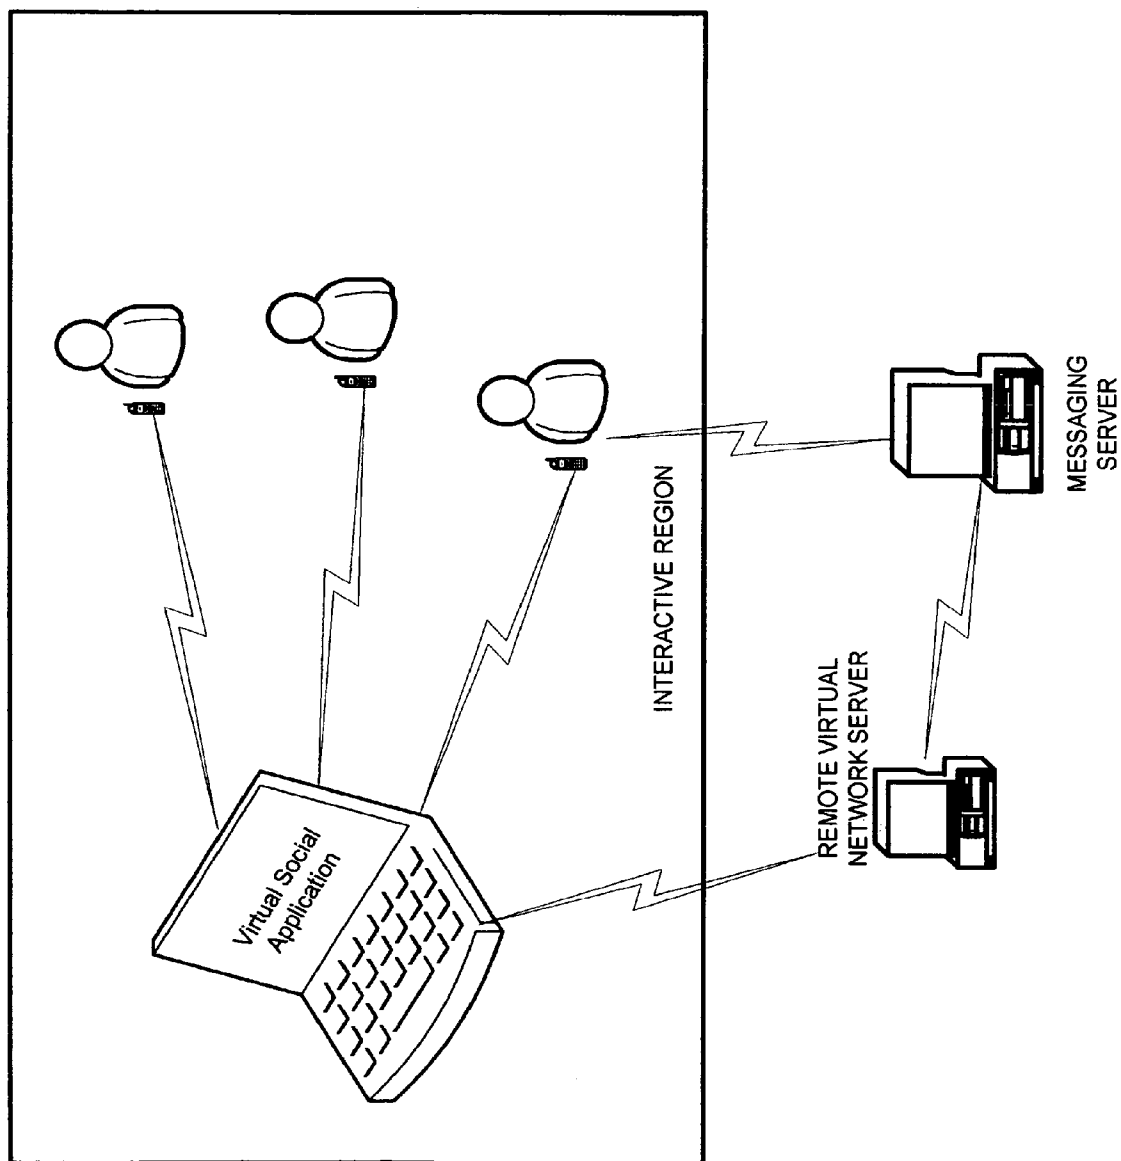 Virtual Social
Application
INTERACTIVE REGION
REMOTE VIRTUAL
NETWORK SERVER
MESSAGING
SERVER